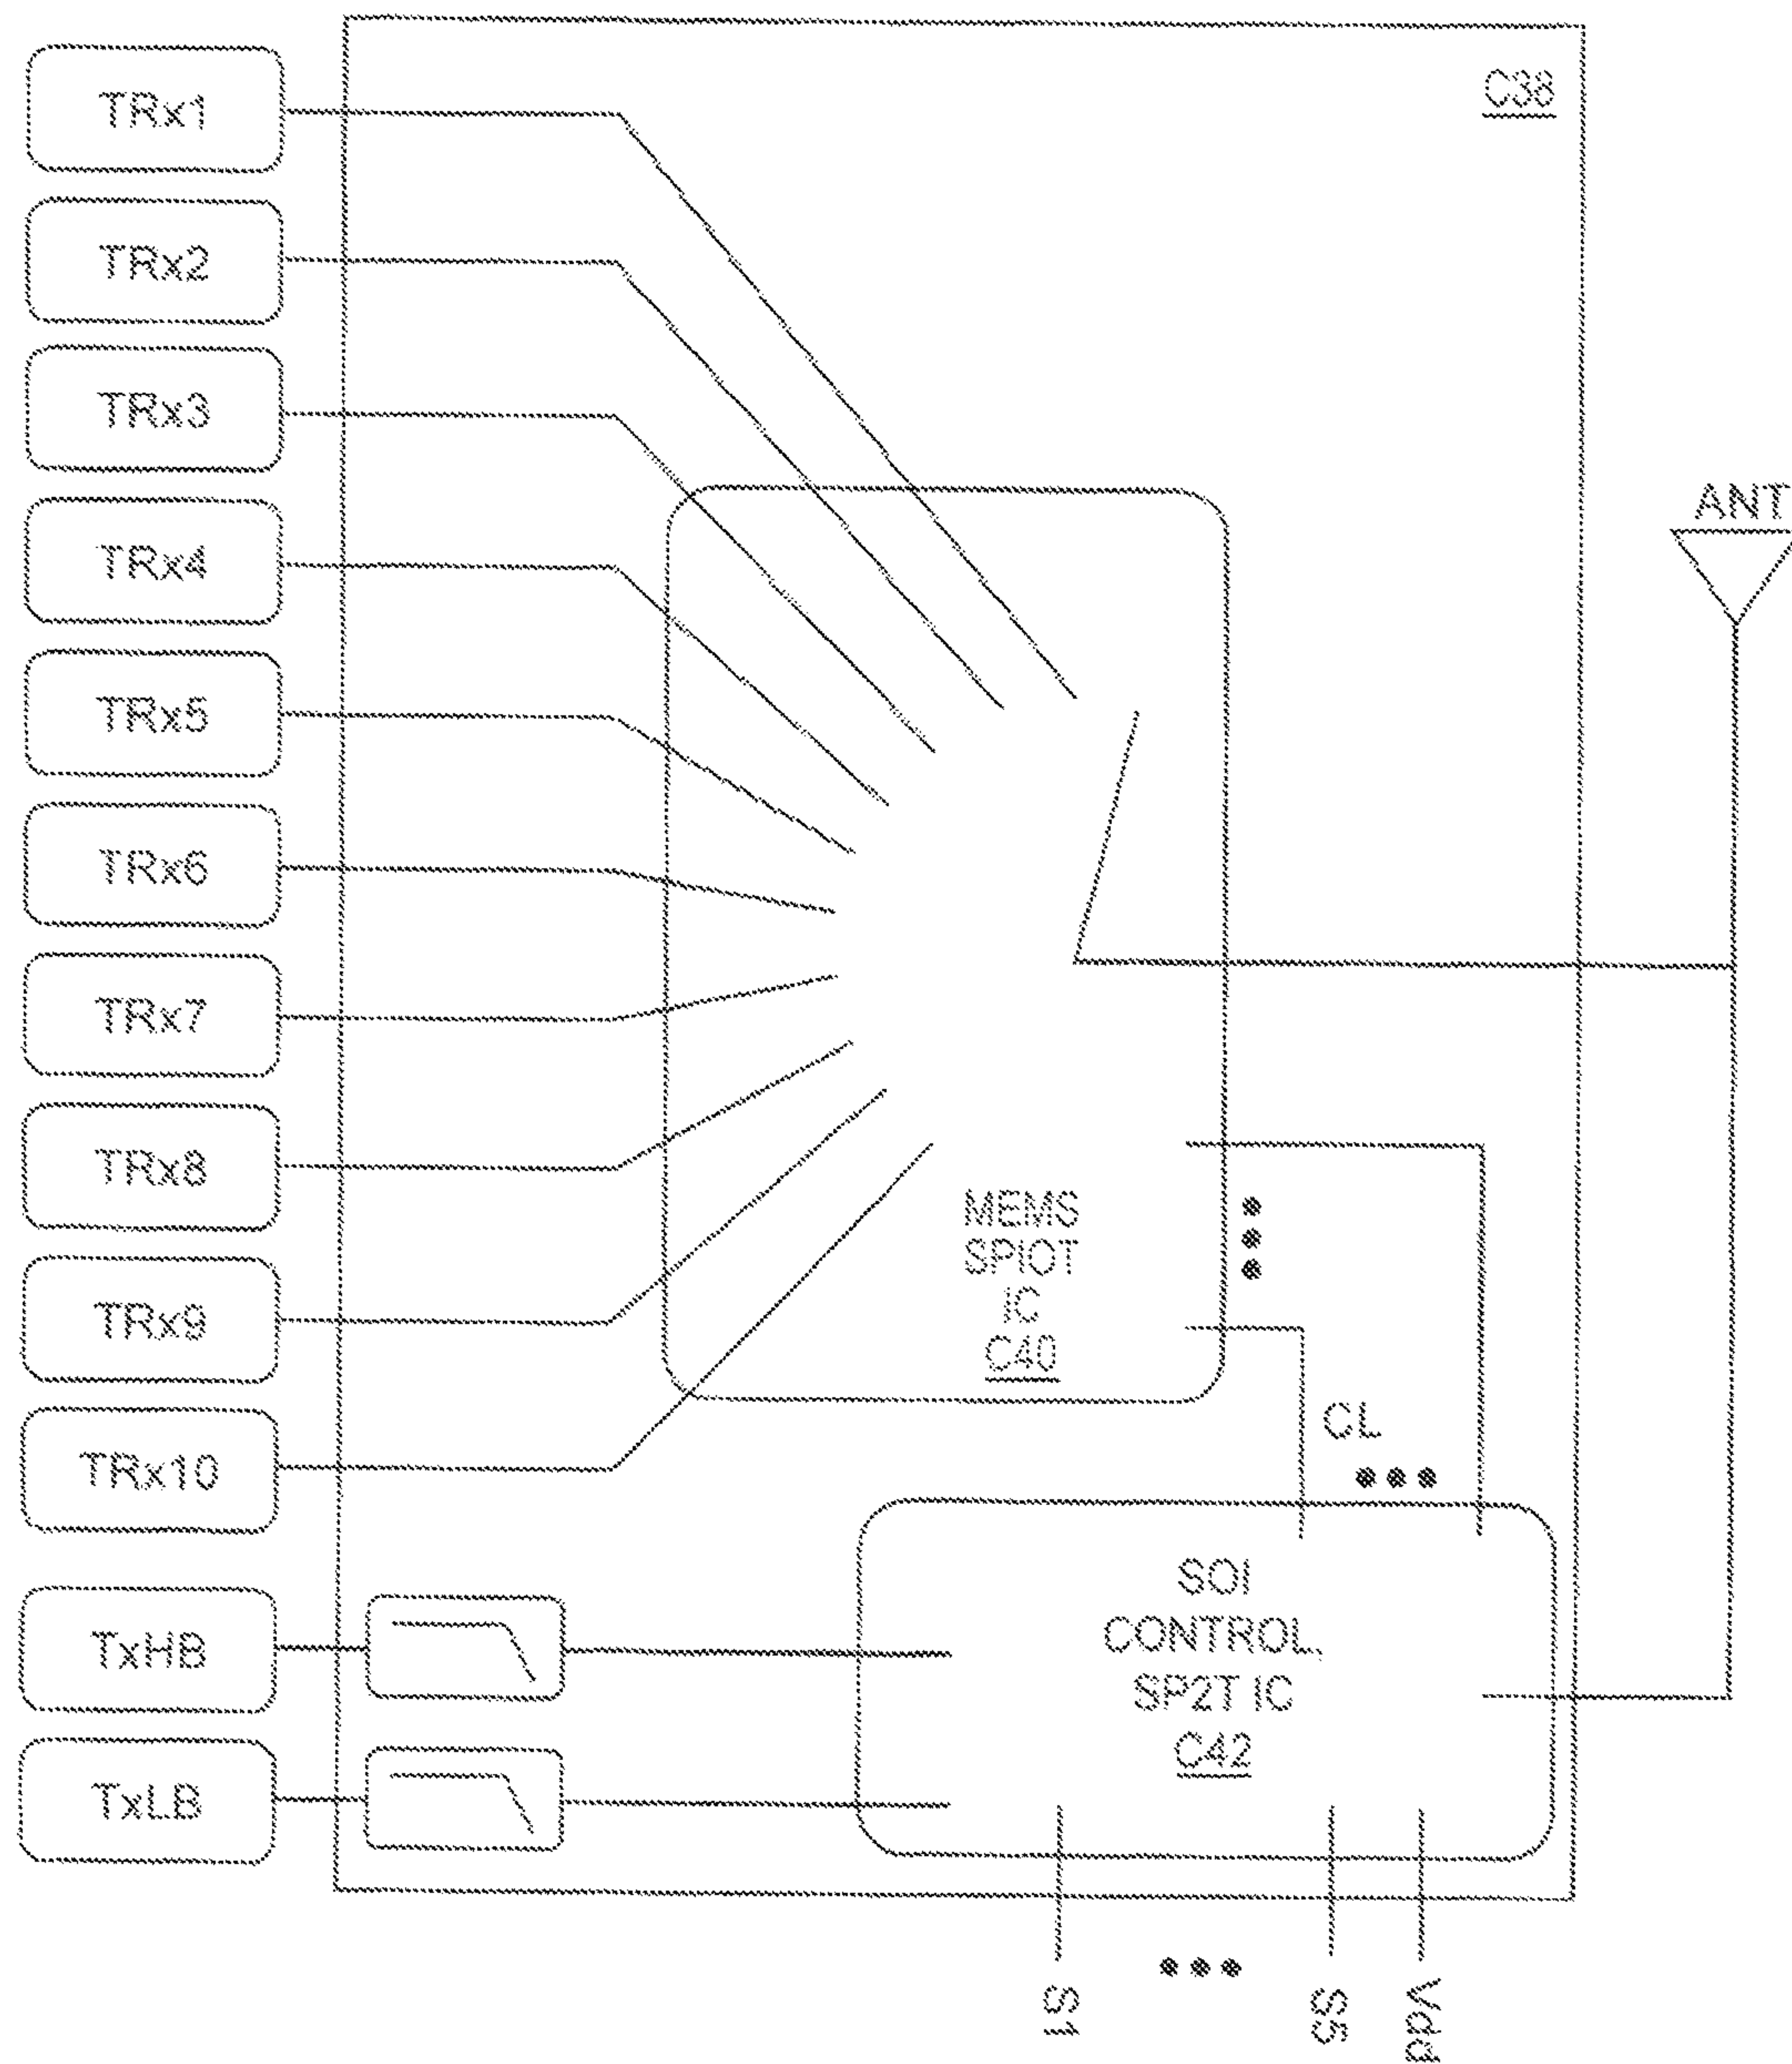 C38
TRx1
TRx2
TRx3
ANT
TRx4
TRx5
TRx6
TRx7
TRx8
MEMS
SPIOT
IC
C40
TRx9
CL
TRx10
SOI
CONTROL,
SP2T IC
C42
TxHB
TxLB
S1
S5
Vdd